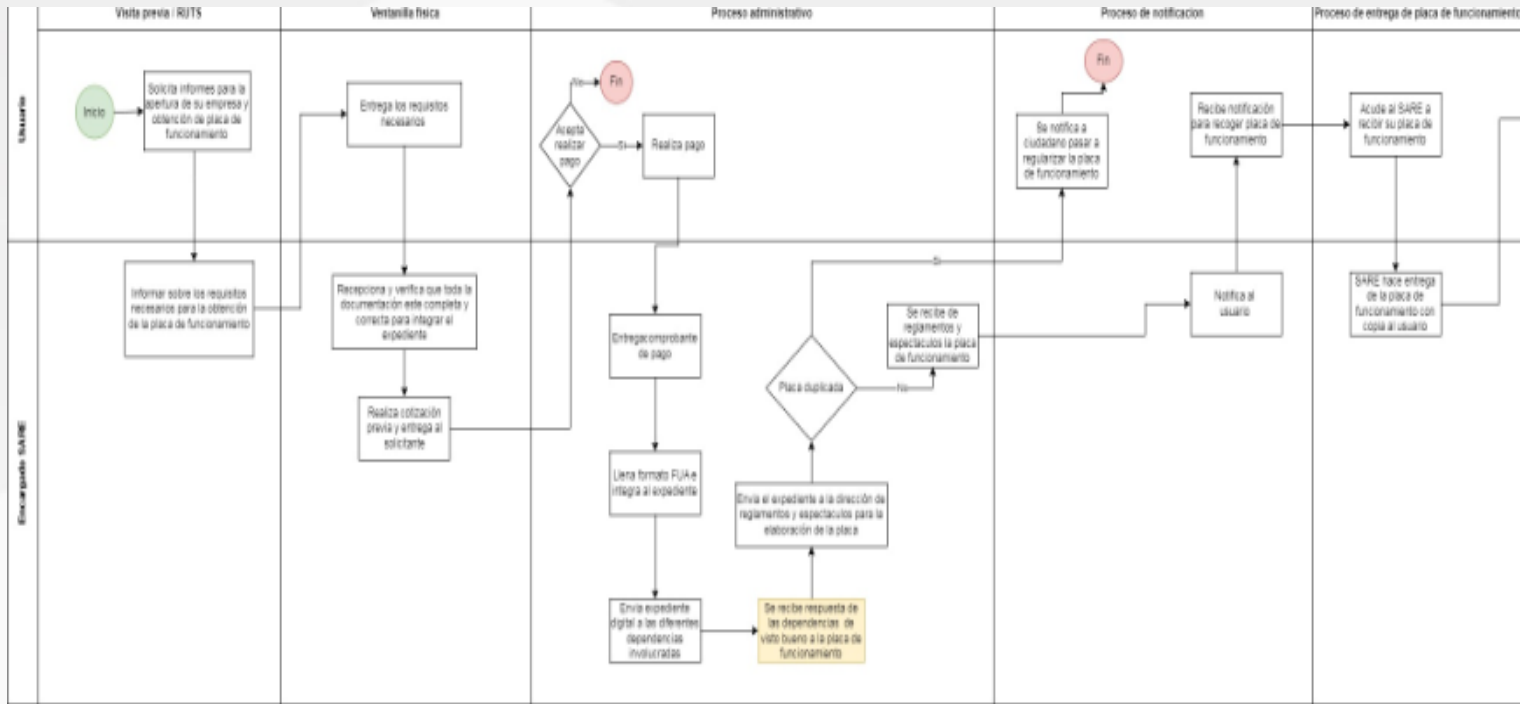 Visita previa / RUTS
Ventanilla fisica
Proceso administrativo
Proceso de notificacion
Proceso de entrega de placa de funcionamiento
Usuario
Inicio
Solicita informes para la
apertura de su empresa y
obtención de placa de
funcionamiento
Entrega los requisitos
necesarios
Acepta
realizar
pago
No
Fin
Si
Realiza pago
Fin
Se notifica a
ciudadano pasar a
regularizar la placa
de funcionamiento
Recibe notificación
para recoger placa de
funcionamiento
Acude al SARE a
recibir su placa de
funcionamiento
Encargado SARE
Informar sobre los requisitos
necesarios para la obtención
de la placa de funcionamiento
Recepciona y verifica que toda la
documentación este completa y
correcta para integrar el
expediente
Realiza cotización
previa y entrega al
solicitante
Entrega comprobante
de pago
Llena formato FUA e
integra al expediente
Envia expediente
digital a las diferentes
dependencias
involucradas
Se recibe respuesta de
las dependencias de
visto bueno a la placa de
funcionamiento
Envia el expediente a la dirección de
reglamentos y espectaculos para la
elaboración de la placa
Placa duplicada
Si
No
Se recibe de
reglamentos y
espectaculos la placa
de funcionamiento
Notifica al
usuario
SARE hace entrega
de la placa de
funcionamiento con
copia al usuario